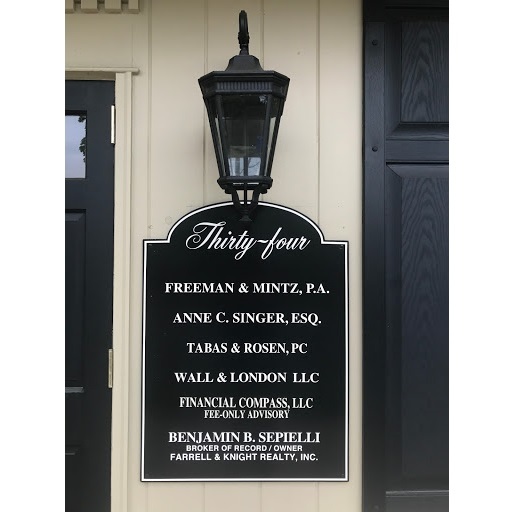 Thirty-four
FREEMAN & MINTZ, P.A.
ANNE C. SINGER, ESQ.
TABAS & ROSEN, PC
WALL & LONDON LLC
FINANCIAL COMPASS, LLC
FEE-ONLY ADVISORY
BENJAMIN B. SEPIELLI
BROKER OF RECORD / OWNER
FARRELL & KNIGHT REALTY, INC.